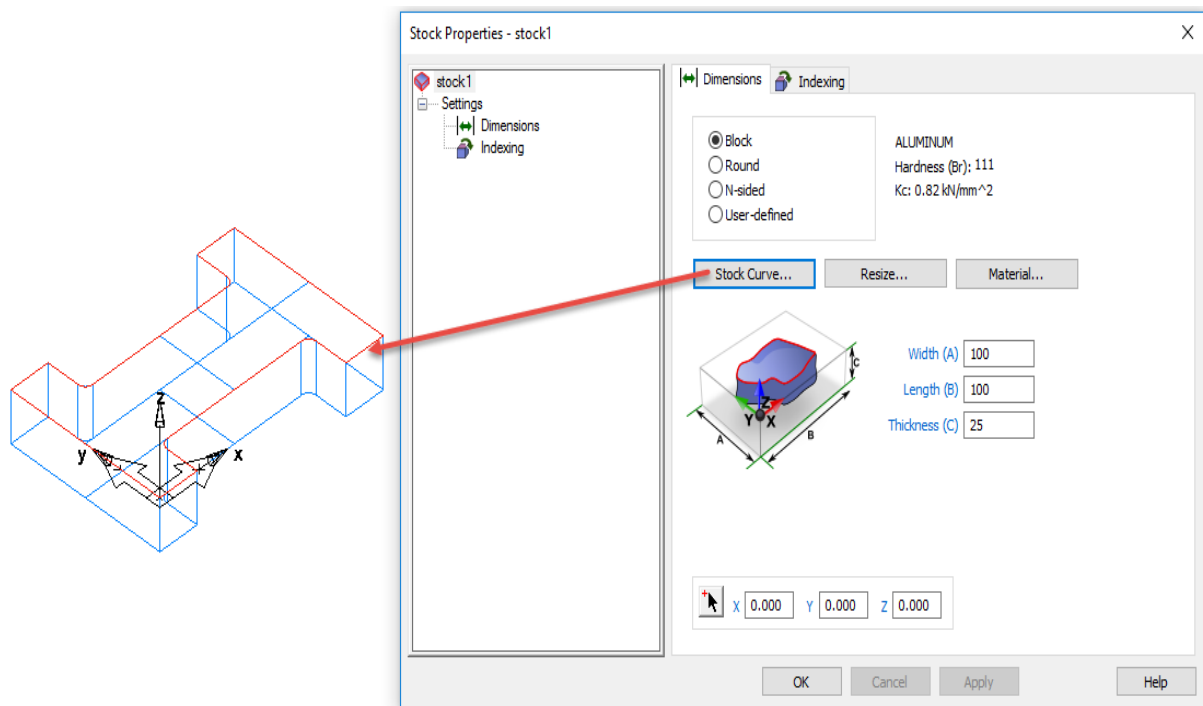 Stock Properties - stock1
X
stock1
Settings
Dimensions
Indexing
Dimensions
Indexing
Block
Round
N-sided
User-defined
ALUMINUM
Hardness (Br): 111
Kc: 0.82 kN/mm^2
Stock Curve...
Resize...
Material...
Width (A) 100
Length (B) 100
Thickness (C) 25
C
Z
Y X
A
B
z
y
x
X 0.000 Y 0.000 Z 0.000
OK
Cancel
Apply
Help